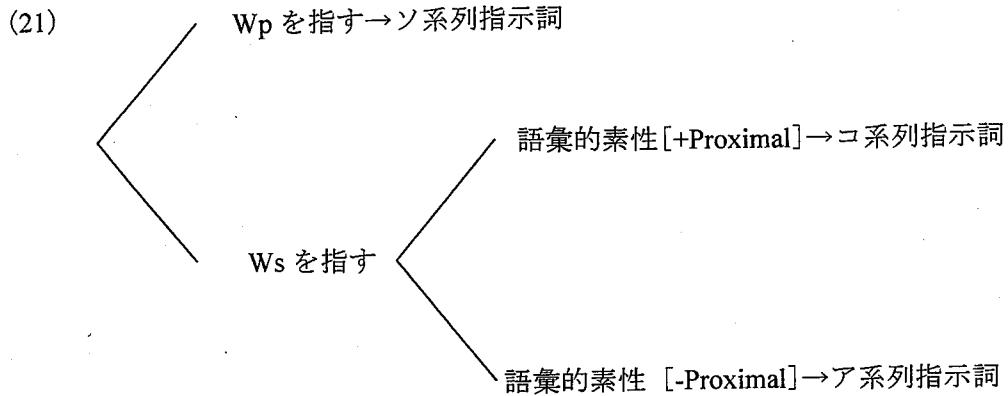 (21) Wp を指す→ソ系列指示詞
語彙的素性[+Proximal]→コ系列指示詞
Ws を指す
語彙的素性 [-Proximal]→ア系列指示詞